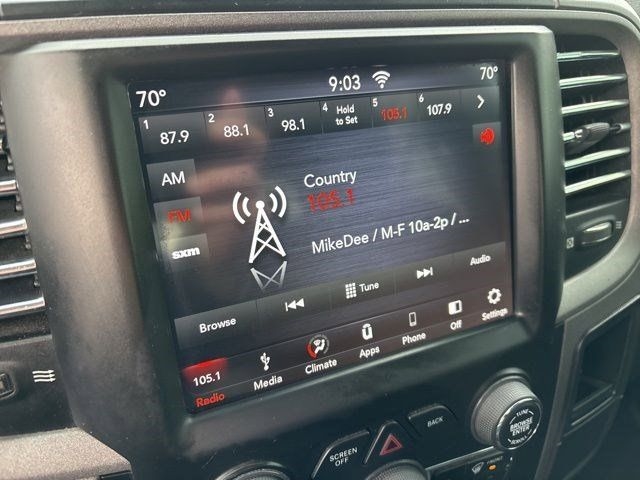 70° 9:03 70°
1 87.9 2 88.1 3 98.1 4 Hold to Set 5 105.1 6 107.9
AM
FM
sxm
Country
105.1
MikeDee / M-F 10a-2p / ...
Browse Tune Audio
105.1
Radio Media Climate Apps Phone Off Settings
SCREEN OFF
BACK
TUNE
BROWSE
ENTER
FRONT